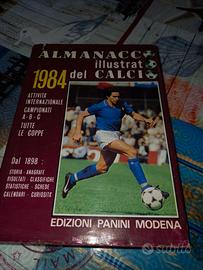 ALMANACCO
illustrato
1984 del CALCIO
ATTIVITÀ
INTERNAZIONALE
CAMPIONATI
A-B-C
TUTTE
LE COPPE
Dal 1898:
STORIA - ANAGRAFE
RISULTATI - CLASSIFICHE
STATISTICHE - SCHEDE
CALENDARI - CURIOSITÀ
EDIZIONI PANINI MODENA
subito